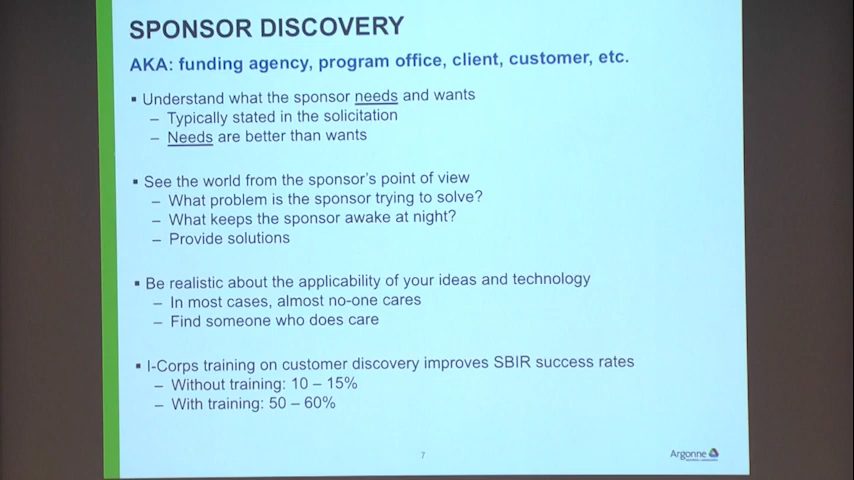 SPONSOR DISCOVERY
AKA: funding agency, program office, client, customer, etc.
▪ Understand what the sponsor needs and wants
– Typically stated in the solicitation
– Needs are better than wants
▪ See the world from the sponsor's point of view
– What problem is the sponsor trying to solve?
– What keeps the sponsor awake at night?
– Provide solutions
▪ Be realistic about the applicability of your ideas and technology
– In most cases, almost no-one cares
– Find someone who does care
▪ I-Corps training on customer discovery improves SBIR success rates
– Without training: 10 – 15%
– With training: 50 – 60%
7
Argonne